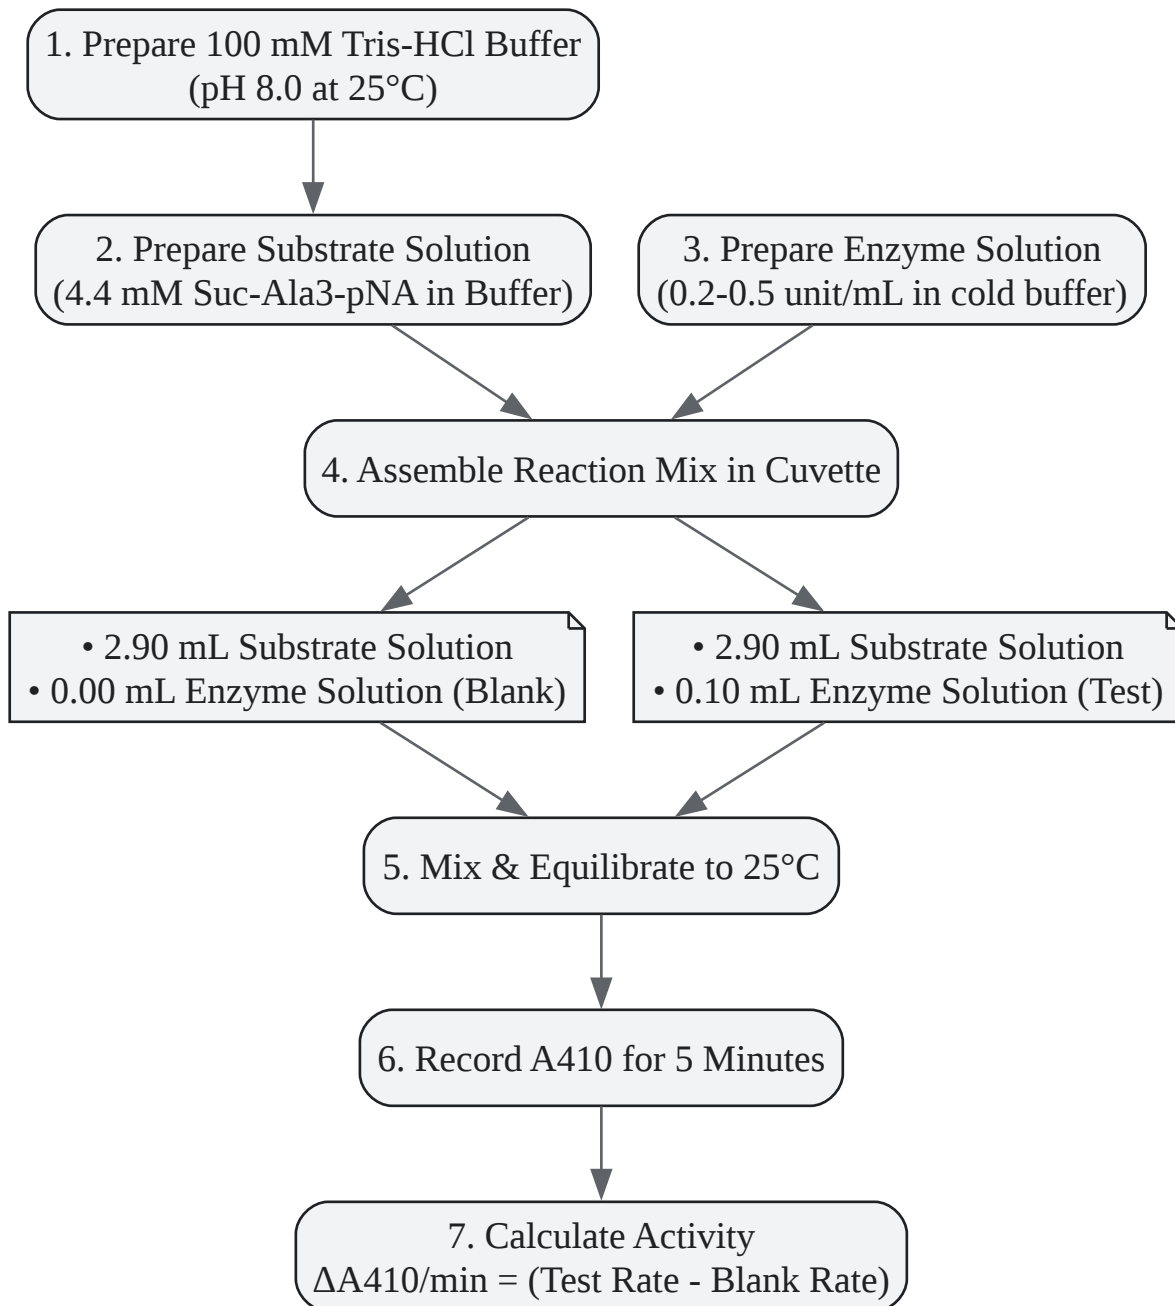 1. Prepare 100 mM Tris-HCl Buffer
(pH 8.0 at 25°C)
2. Prepare Substrate Solution
(4.4 mM Suc-Ala3-pNA in Buffer)
3. Prepare Enzyme Solution
(0.2-0.5 unit/mL in cold buffer)
4. Assemble Reaction Mix in Cuvette
• 2.90 mL Substrate Solution
• 0.00 mL Enzyme Solution (Blank)
• 2.90 mL Substrate Solution
• 0.10 mL Enzyme Solution (Test)
5. Mix & Equilibrate to 25°C
6. Record A410 for 5 Minutes
7. Calculate Activity
ΔA410/min = (Test Rate - Blank Rate)